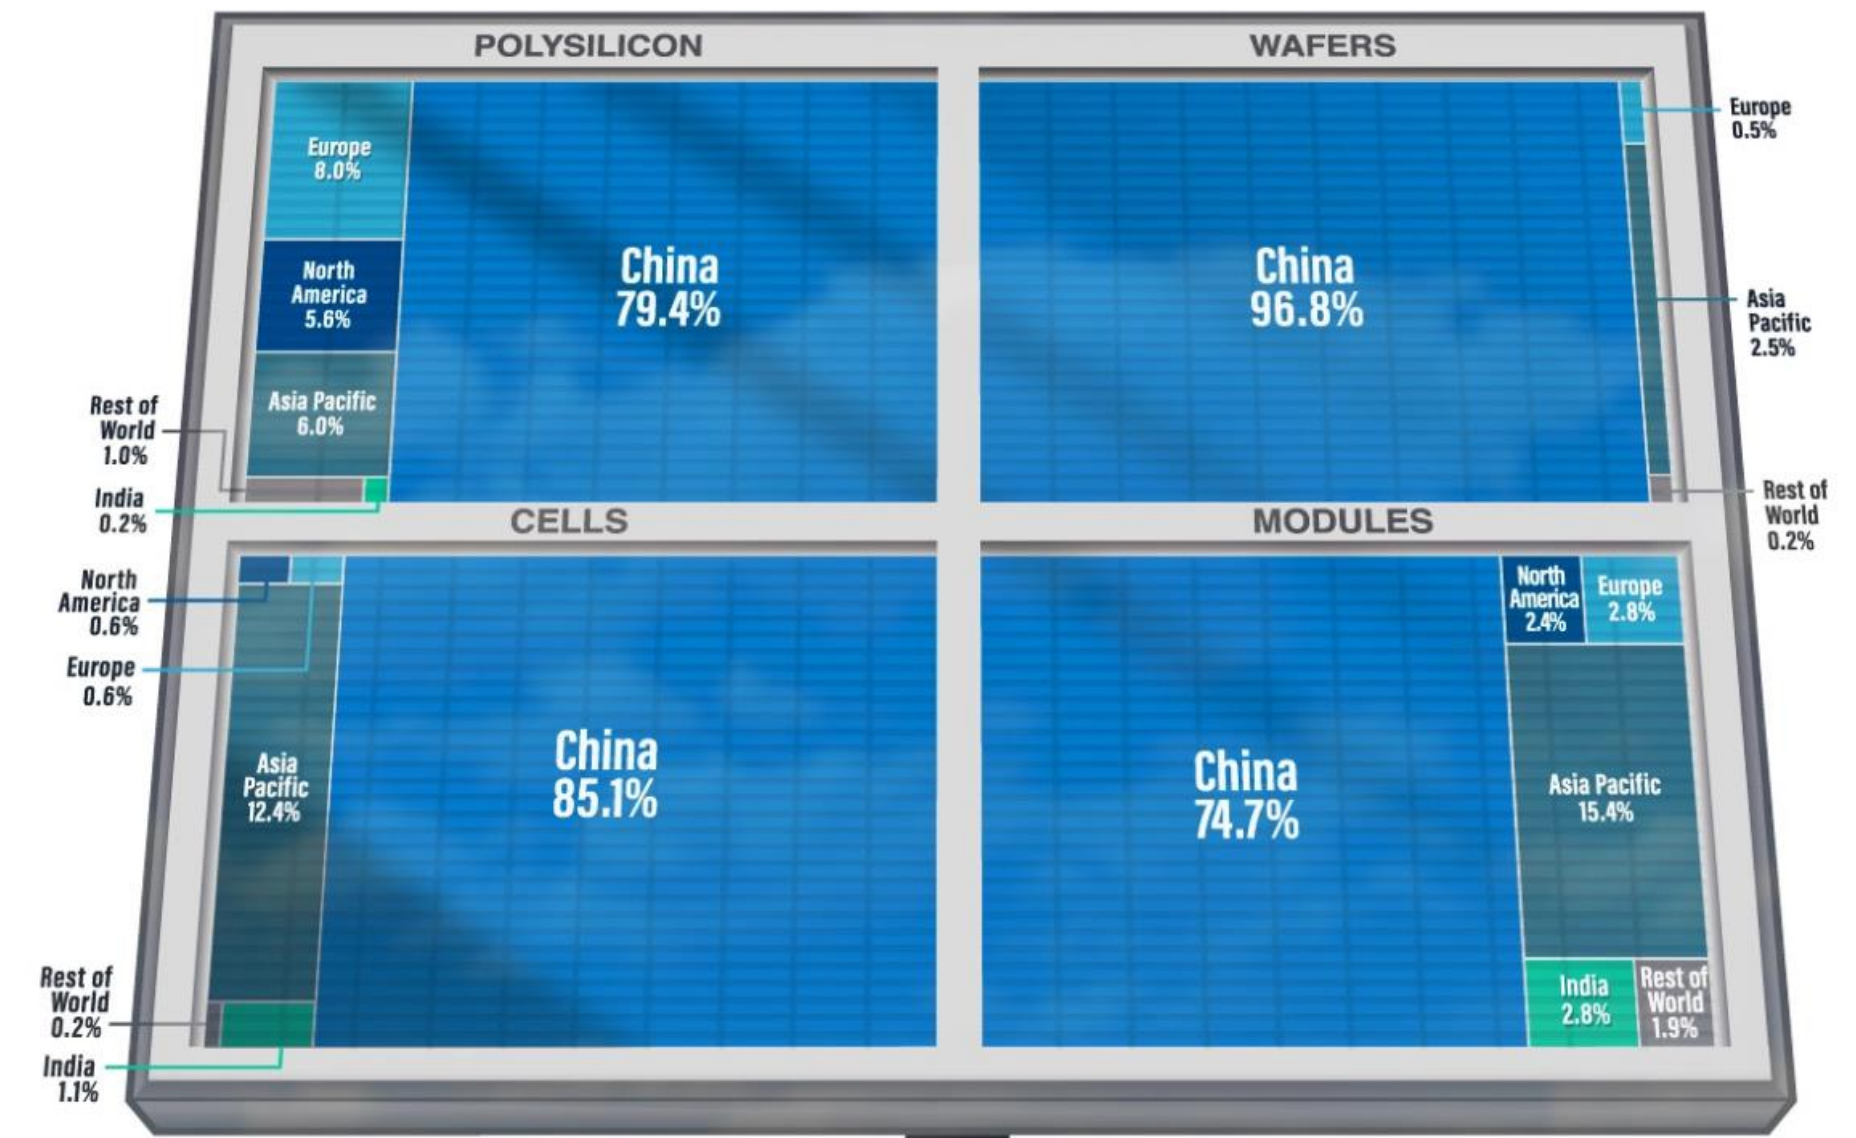 POLYSILICON
Europe
8.0%
North
America
5.6%
Asia Pacific
6.0%
Rest of
World
1.0%
India
0.2%
China
79.4%
WAFERS
China
96.8%
Europe
0.5%
Asia
Pacific
2.5%
Rest of
World
0.2%
CELLS
North
America
0.6%
Europe
0.6%
Asia
Pacific
12.4%
Rest of
World
0.2%
India
1.1%
China
85.1%
MODULES
China
74.7%
North
America
2.4%
Europe
2.8%
Asia Pacific
15.4%
India
2.8%
Rest of
World
1.9%